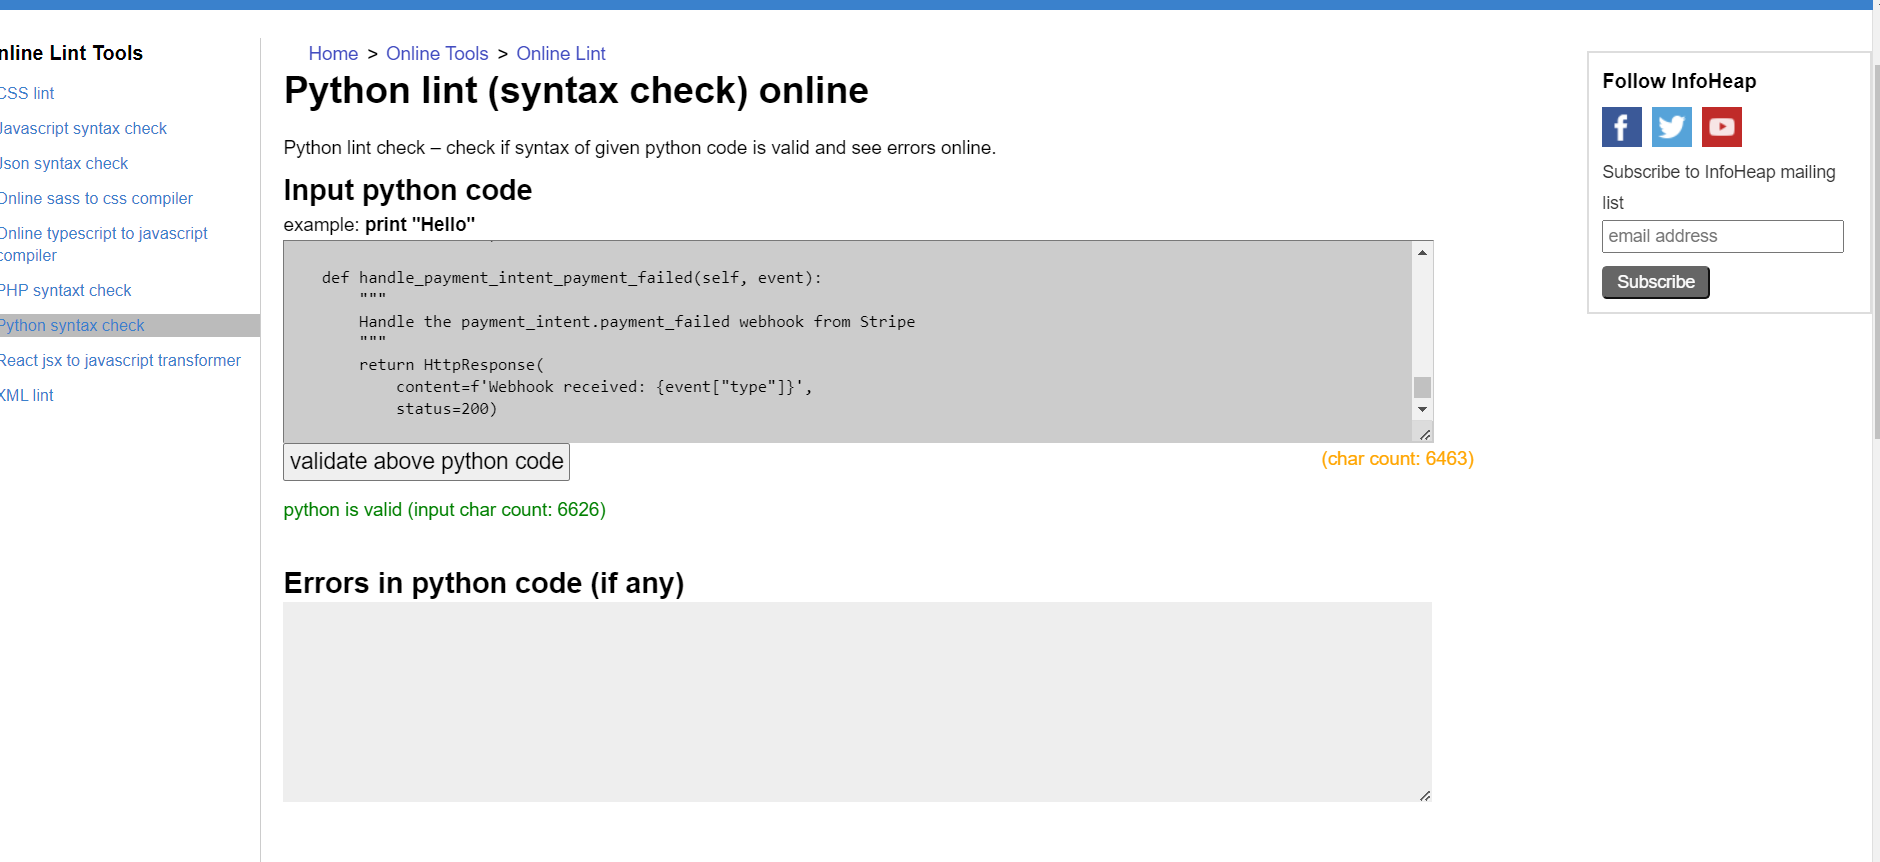 nline Lint Tools
CSS lint
Javascript syntax check
Json syntax check
Online sass to css compiler
Online typescript to javascript
compiler
PHP syntaxt check
Python syntax check
React jsx to javascript transformer
XML lint
Home > Online Tools > Online Lint
Python lint (syntax check) online
Python lint check – check if syntax of given python code is valid and see errors online.
Input python code
example: print "Hello"
def handle_payment_intent_payment_failed(self, event):
"""
Handle the payment_intent.payment_failed webhook from Stripe
"""
return HttpResponse(
content=f'Webhook received: {event["type"]}',
status=200)
validate above python code
(char count: 6463)
python is valid (input char count: 6626)
Errors in python code (if any)
Follow InfoHeap
Subscribe to InfoHeap mailing
list
email address
Subscribe